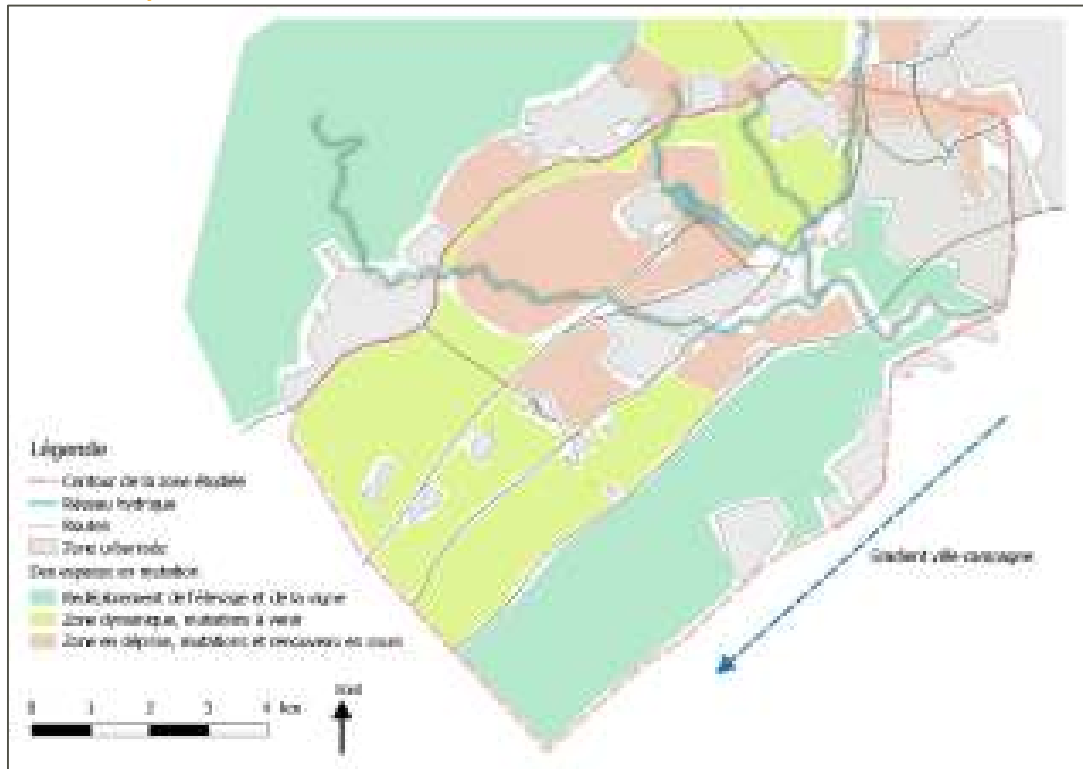 Légende
Contour de la zone étudiée
Réseau hydrique
Routes
Zone urbanisée
Des espaces en mutation
Redéploiement de l'élevage et de la vigne
Zone dynamique, mutations à venir
Zone en déprise, mutations et renouveau en cours
0 1 2 3 4 km
Nord
Gradient ville-campagne